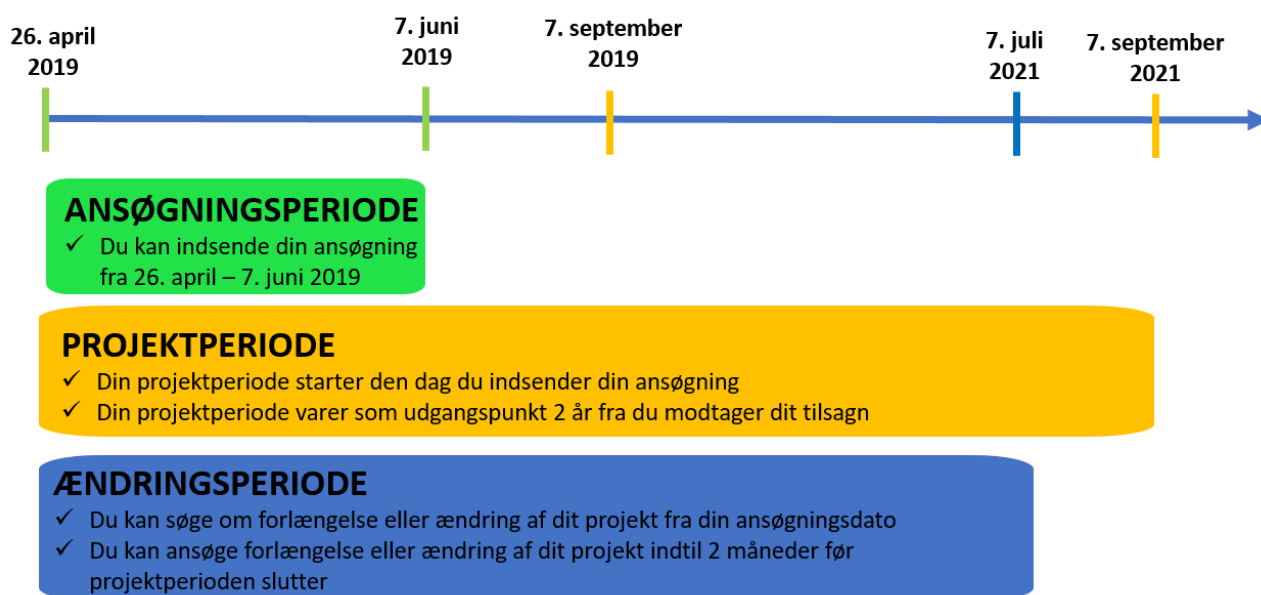 26. april
2019
7. juni
2019
7. september
2019
7. juli
2021
7. september
2021
ANSØGNINGSPERIODE
✓ Du kan indsende din ansøgning
fra 26. april – 7. juni 2019
PROJEKTPERIODE
✓ Din projektperiode starter den dag du indsender din ansøgning
✓ Din projektperiode varer som udgangspunkt 2 år fra du modtager dit tilsagn
ÆNDRINGSPERIODE
✓ Du kan søge om forlængelse eller ændring af dit projekt fra din ansøgningsdato
✓ Du kan ansøge forlængelse eller ændring af dit projekt indtil 2 måneder før
projektperioden slutter